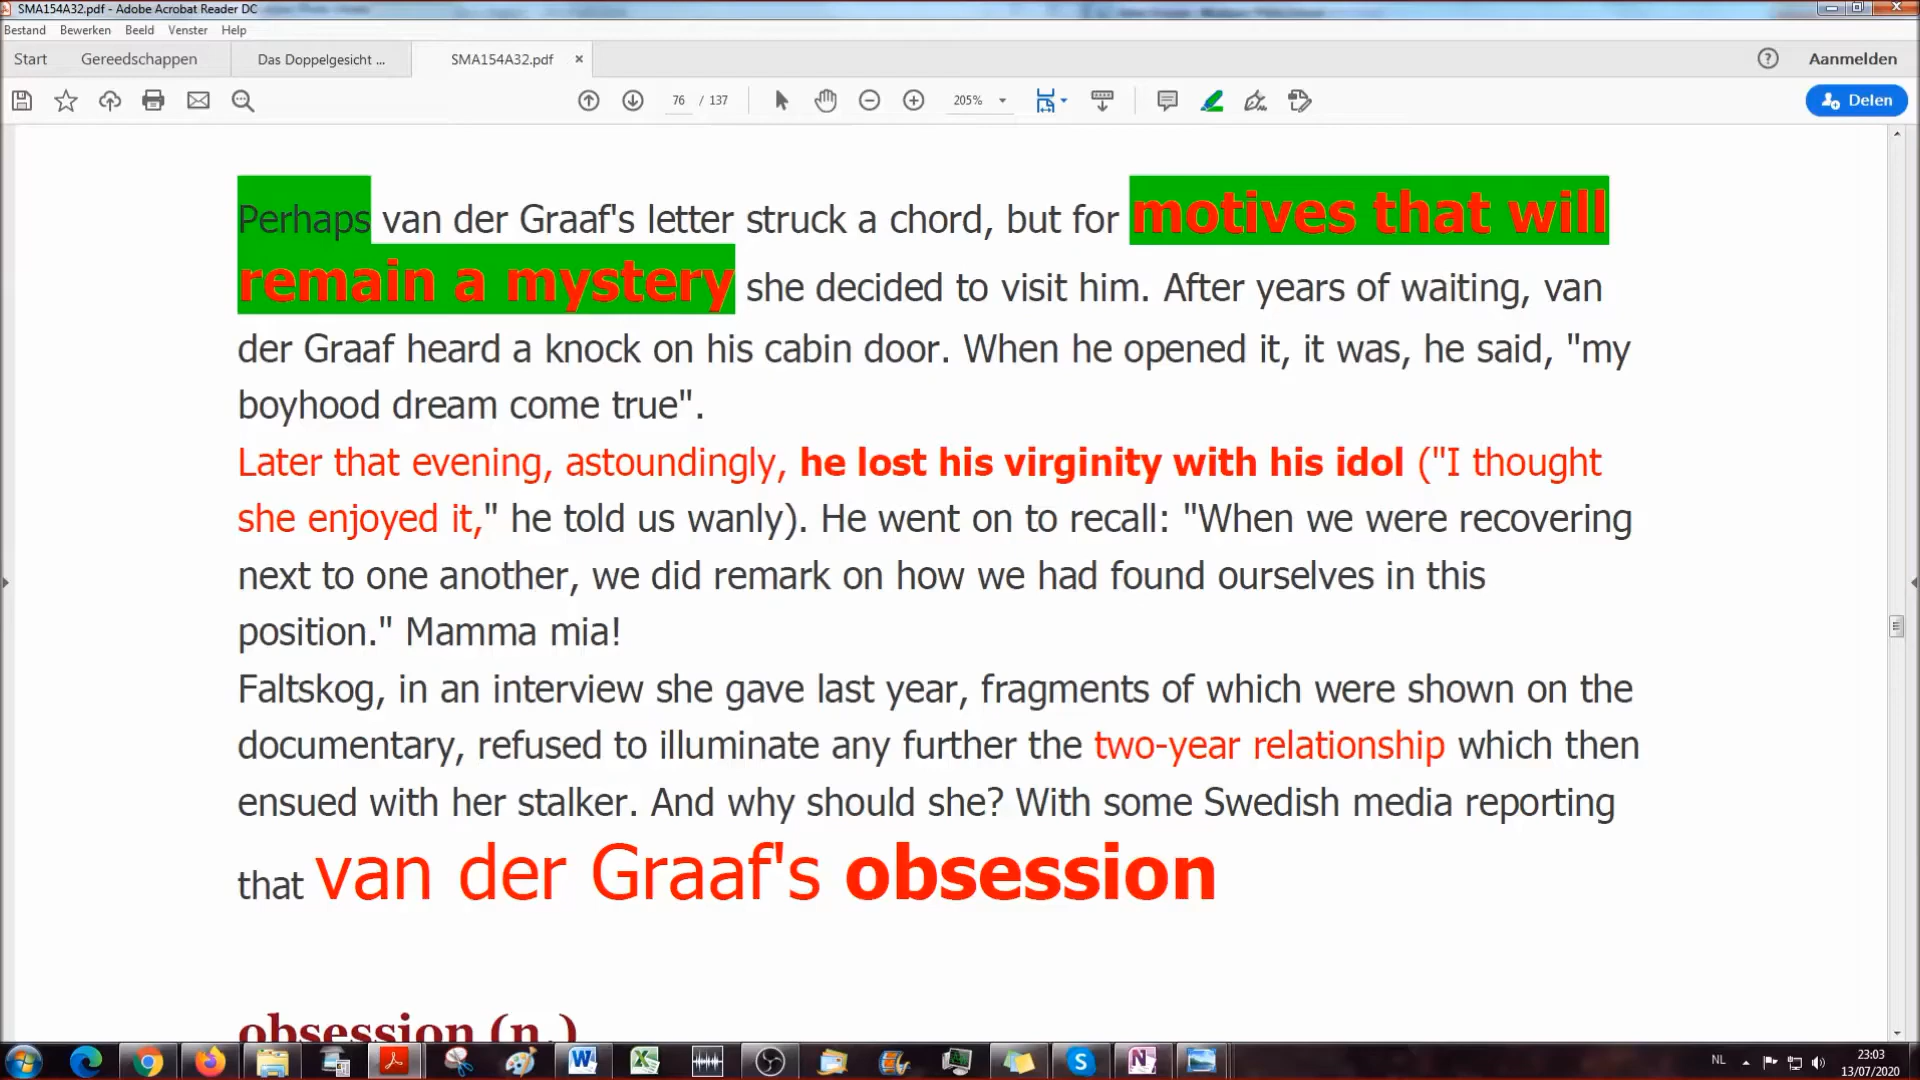 SMA154A32.pdf - Adobe Acrobat Reader DC
Bestand Bewerken Beeld Venster Help
Start Gereedschappen Das Doppelgesicht ... SMA154A32.pdf × ? Aanmelden
76 / 137 205% Delen
Perhaps van der Graaf's letter struck a chord, but for motives that will
remain a mystery she decided to visit him. After years of waiting, van
der Graaf heard a knock on his cabin door. When he opened it, it was, he said, "my
boyhood dream come true".
Later that evening, astoundingly, he lost his virginity with his idol ("I thought
she enjoyed it," he told us wanly). He went on to recall: "When we were recovering
next to one another, we did remark on how we had found ourselves in this
position." Mamma mia!
Faltskog, in an interview she gave last year, fragments of which were shown on the
documentary, refused to illuminate any further the two-year relationship which then
ensued with her stalker. And why should she? With some Swedish media reporting
that van der Graaf's obsession
obsession (n.)
NL 23:03
13/07/2020